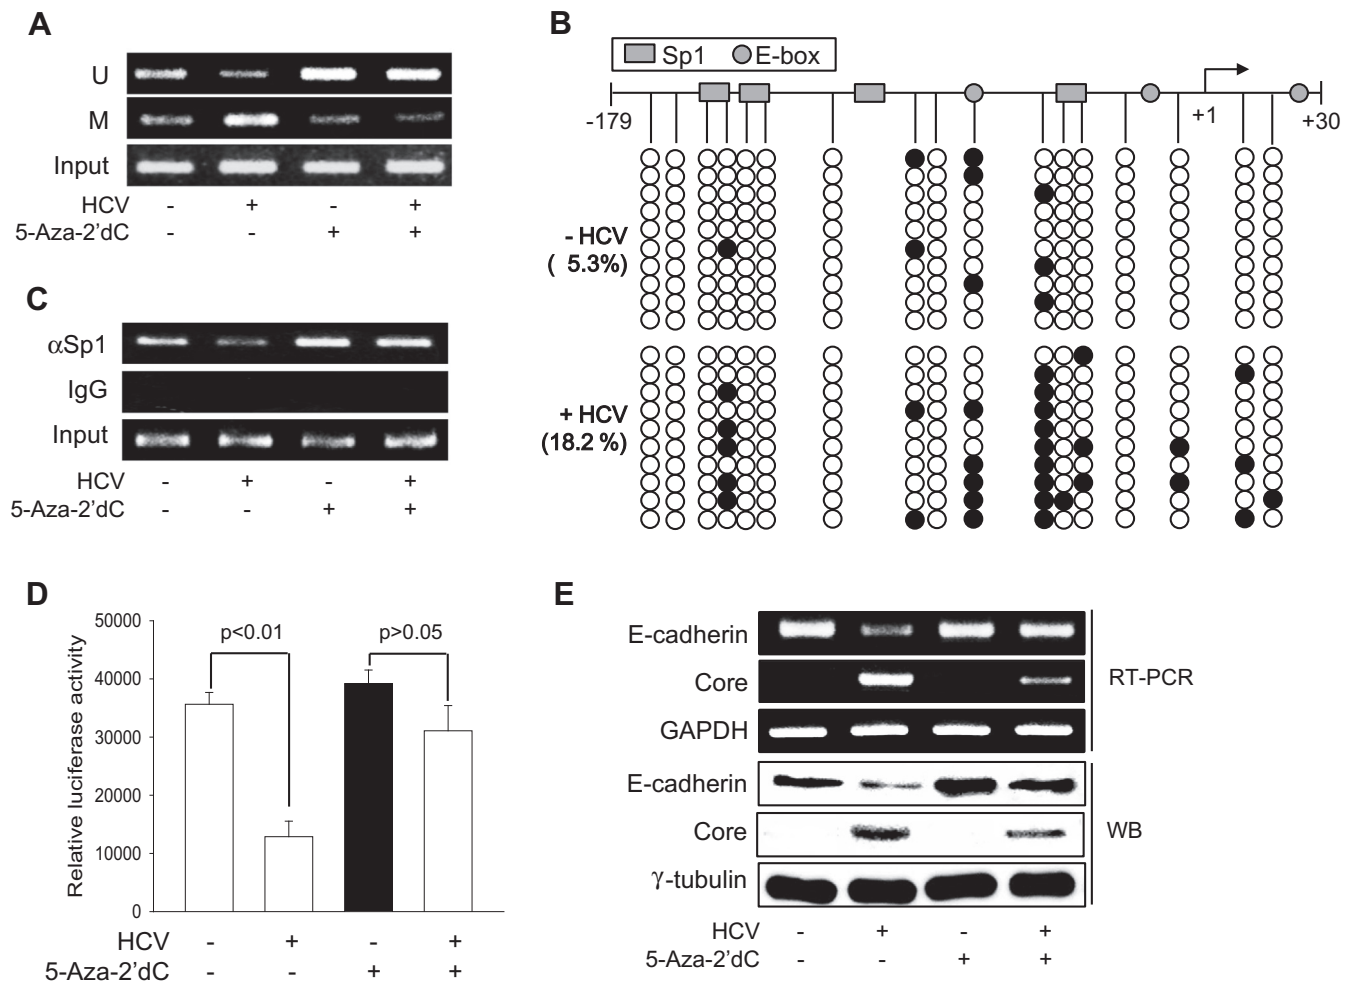 A
U
M
Input
HCV - + - +
5-Aza-2'dC - - + +
B
Sp1 E-box
-179 +1 +30
- HCV
( 5.3%)
+ HCV
(18.2 %)
C
αSp1
IgG
Input
HCV - + - +
5-Aza-2'dC - - + +
D
Relative luciferase activity
50000
40000
30000
20000
10000
0
p<0.01 p>0.05
HCV - + - +
5-Aza-2'dC - - + +
E
E-cadherin
Core
GAPDH
RT-PCR
E-cadherin
Core
γ-tubulin
WB
HCV - + - +
5-Aza-2'dC - - + +